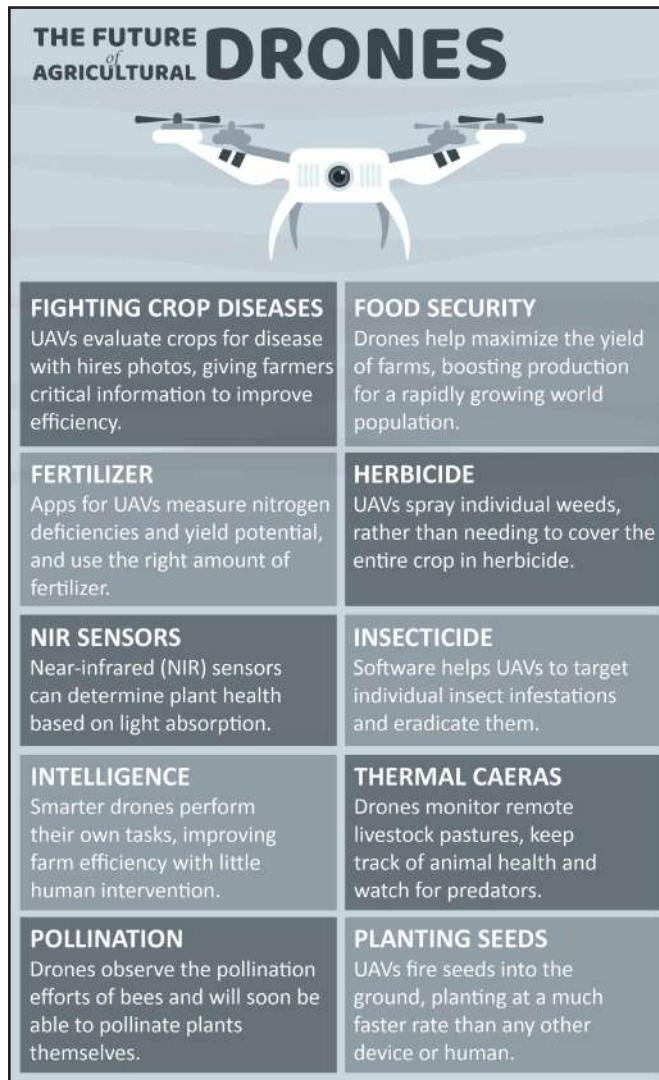 THE FUTURE
of
AGRICULTURAL
DRONES
FIGHTING CROP DISEASES
UAVs evaluate crops for disease
with hires photos, giving farmers
critical information to improve
efficiency.
FOOD SECURITY
Drones help maximize the yield
of farms, boosting production
for a rapidly growing world
population.
FERTILIZER
Apps for UAVs measure nitrogen
deficiencies and yield potential,
and use the right amount of
fertilizer.
HERBICIDE
UAVs spray individual weeds,
rather than needing to cover the
entire crop in herbicide.
NIR SENSORS
Near-infrared (NIR) sensors
can determine plant health
based on light absorption.
INSECTICIDE
Software helps UAVs to target
individual insect infestations
and eradicate them.
INTELLIGENCE
Smarter drones perform
their own tasks, improving
farm efficiency with little
human intervention.
THERMAL CAERAS
Drones monitor remote
livestock pastures, keep
track of animal health and
watch for predators.
POLLINATION
Drones observe the pollination
efforts of bees and will soon be
able to pollinate plants
themselves.
PLANTING SEEDS
UAVs fire seeds into the
ground, planting at a much
faster rate than any other
device or human.